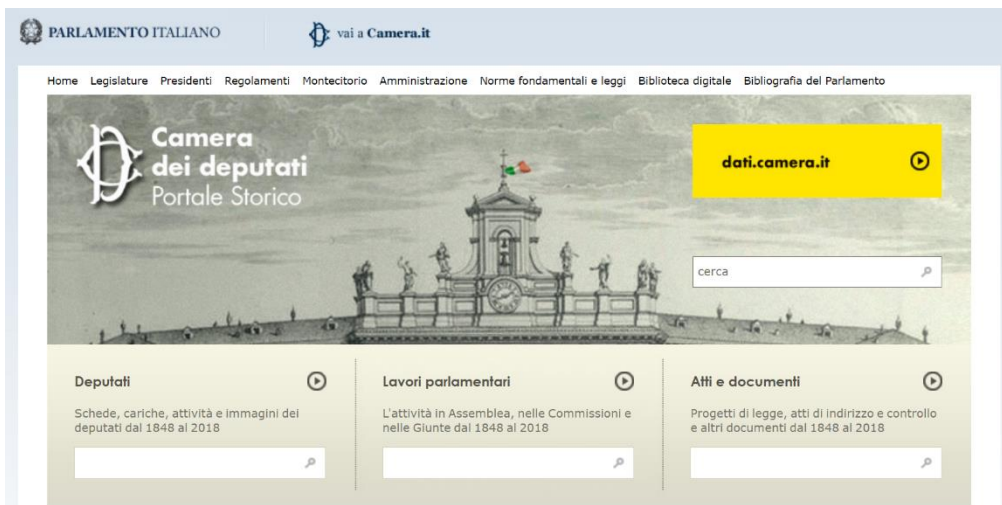 PARLAMENTO ITALIANO
vai a Camera.it
Home Legislature Presidenti Regolamenti Montecitorio Amministrazione Norme fondamentali e leggi Biblioteca digitale Bibliografia del Parlamento
Camera
dei deputati
Portale Storico
dati.camera.it
cerca
Deputati
Schede, cariche, attività e immagini dei
deputati dal 1848 al 2018
Lavori parlamentari
L'attività in Assemblea, nelle Commissioni e
nelle Giunte dal 1848 al 2018
Atti e documenti
Progetti di legge, atti di indirizzo e controllo
e altri documenti dal 1848 al 2018